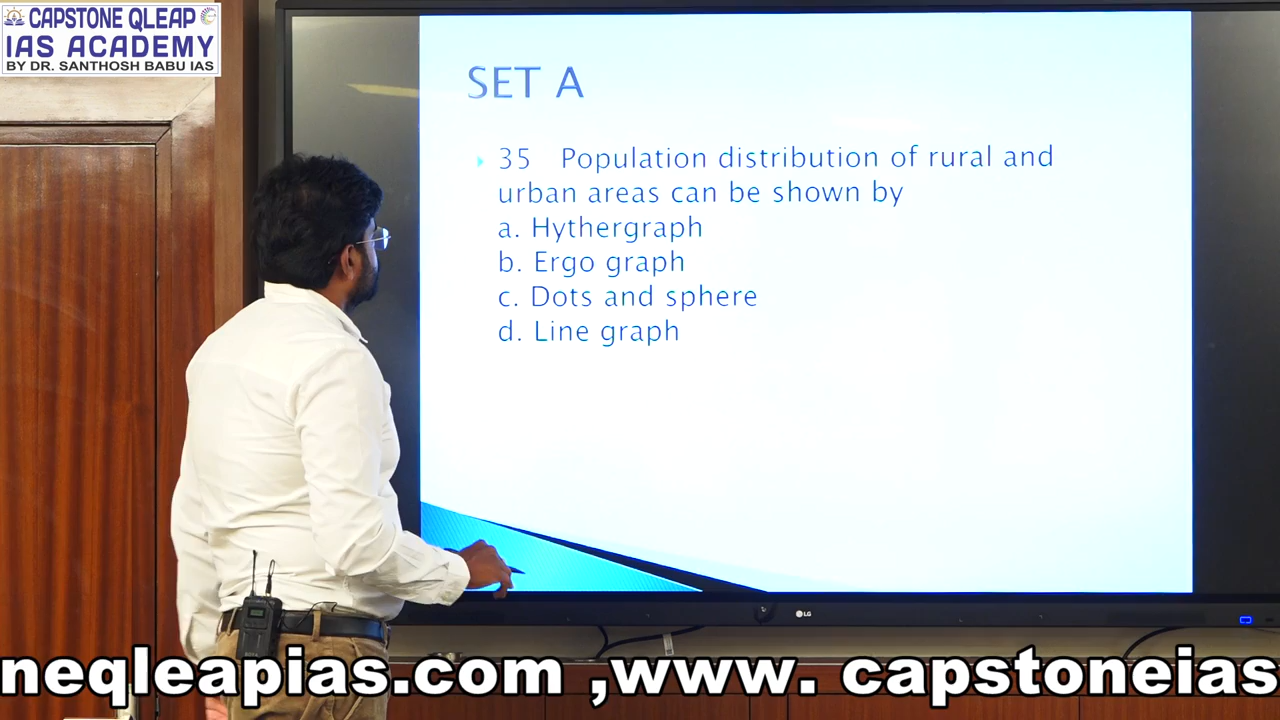 CAPSTONE QLEAP
IAS ACADEMY
BY DR. SANTHOSH BABU IAS
SET A
35 Population distribution of rural and
urban areas can be shown by
a. Hythergraph
b. Ergo graph
c. Dots and sphere
d. Line graph
LG
neqleapias.com ,www. capstoneias